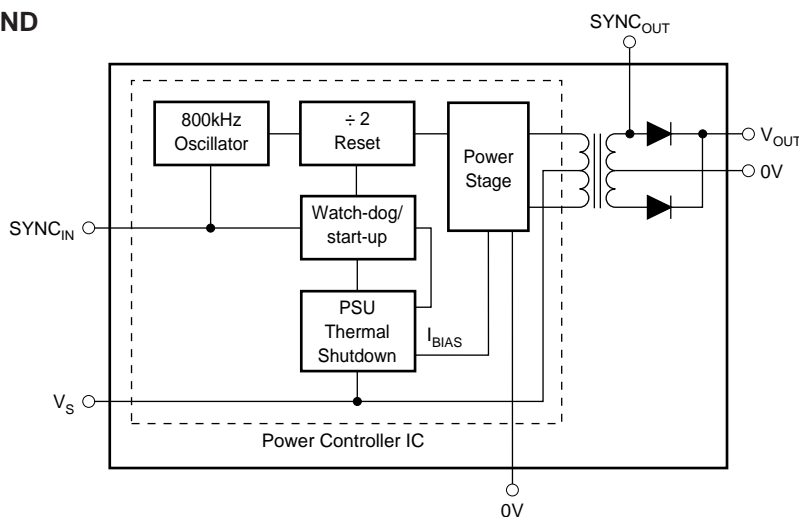 ND
SYNCOUT
800kHz
Oscillator
÷ 2
Reset
Power
Stage
VOUT
0V
Watch-dog/
start-up
SYNCIN
PSU
Thermal
Shutdown
IBIAS
VS
Power Controller IC
0V